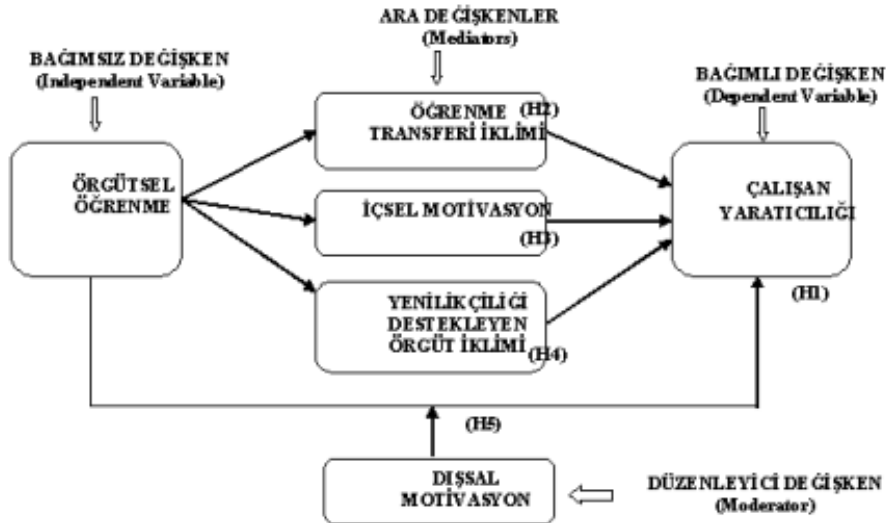 ARA DEĞİŞKENLER
(Mediators)
BAĞIMSIZ DEĞİŞKEN
(Independent Variable)
BAĞIMLI DEĞİŞKEN
(Dependent Variable)
ÖRGÜTSEL
ÖĞRENME
ÖĞRENME (H2)
TRANSFERİ İKLİMİ
İÇSEL MOTİVASYON
(H3)
YENİLİKÇİLİĞİ
DESTEKLEYEN
ÖRGÜT İKLİMİ (H4)
ÇALIŞAN
YARATICILIĞI
(H1)
(H5)
DIŞSAL
MOTİVASYON
DÜZENLEYİCİ DEĞİŞKEN
(Moderator)